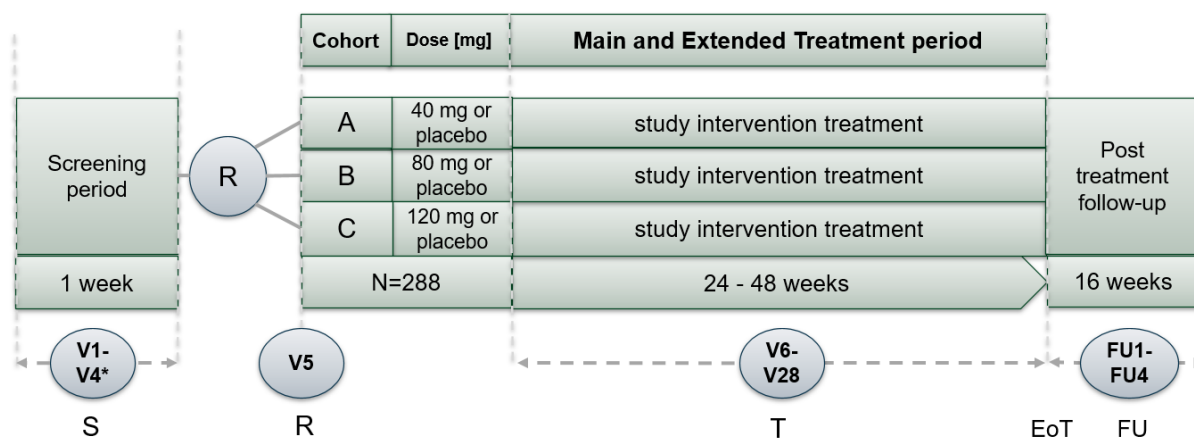 Cohort
Dose [mg]
Main and Extended Treatment period
Screening
period
R
A
40 mg or
placebo
study intervention treatment
B
80 mg or
placebo
study intervention treatment
C
120 mg or
placebo
study intervention treatment
Post
treatment
follow-up
1 week
N=288
24 - 48 weeks
16 weeks
V1-
V4*
V5
V6-
V28
FU1-
FU4
S
R
T
EoT
FU